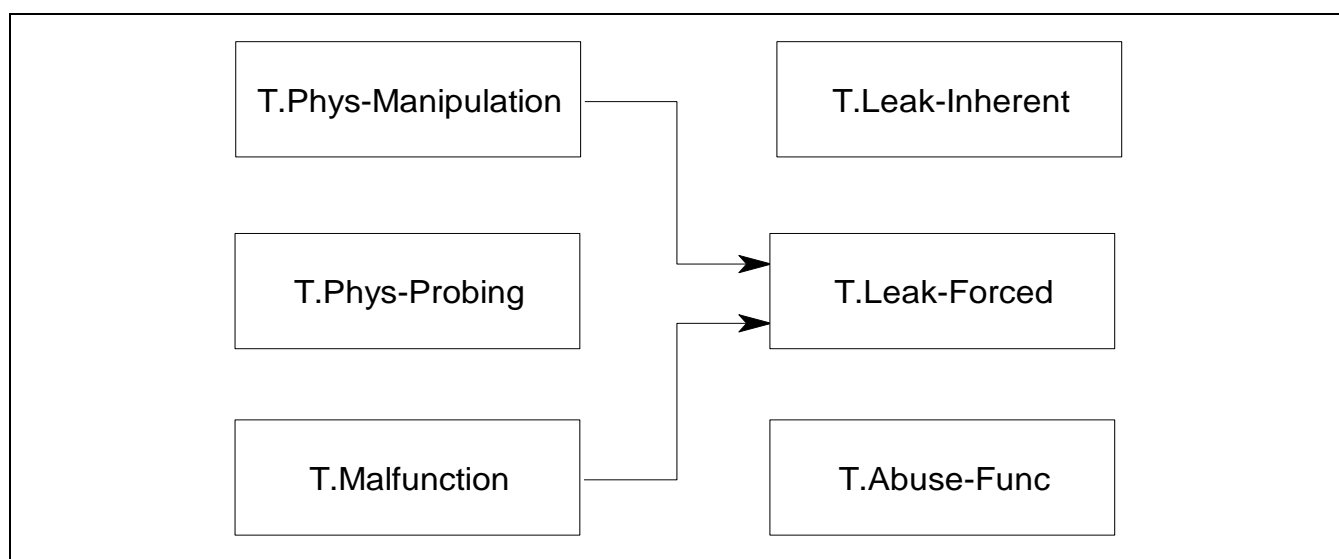 T.Phys-Manipulation
T.Leak-Inherent
T.Phys-Probing
T.Leak-Forced
T.Malfunction
T.Abuse-Func